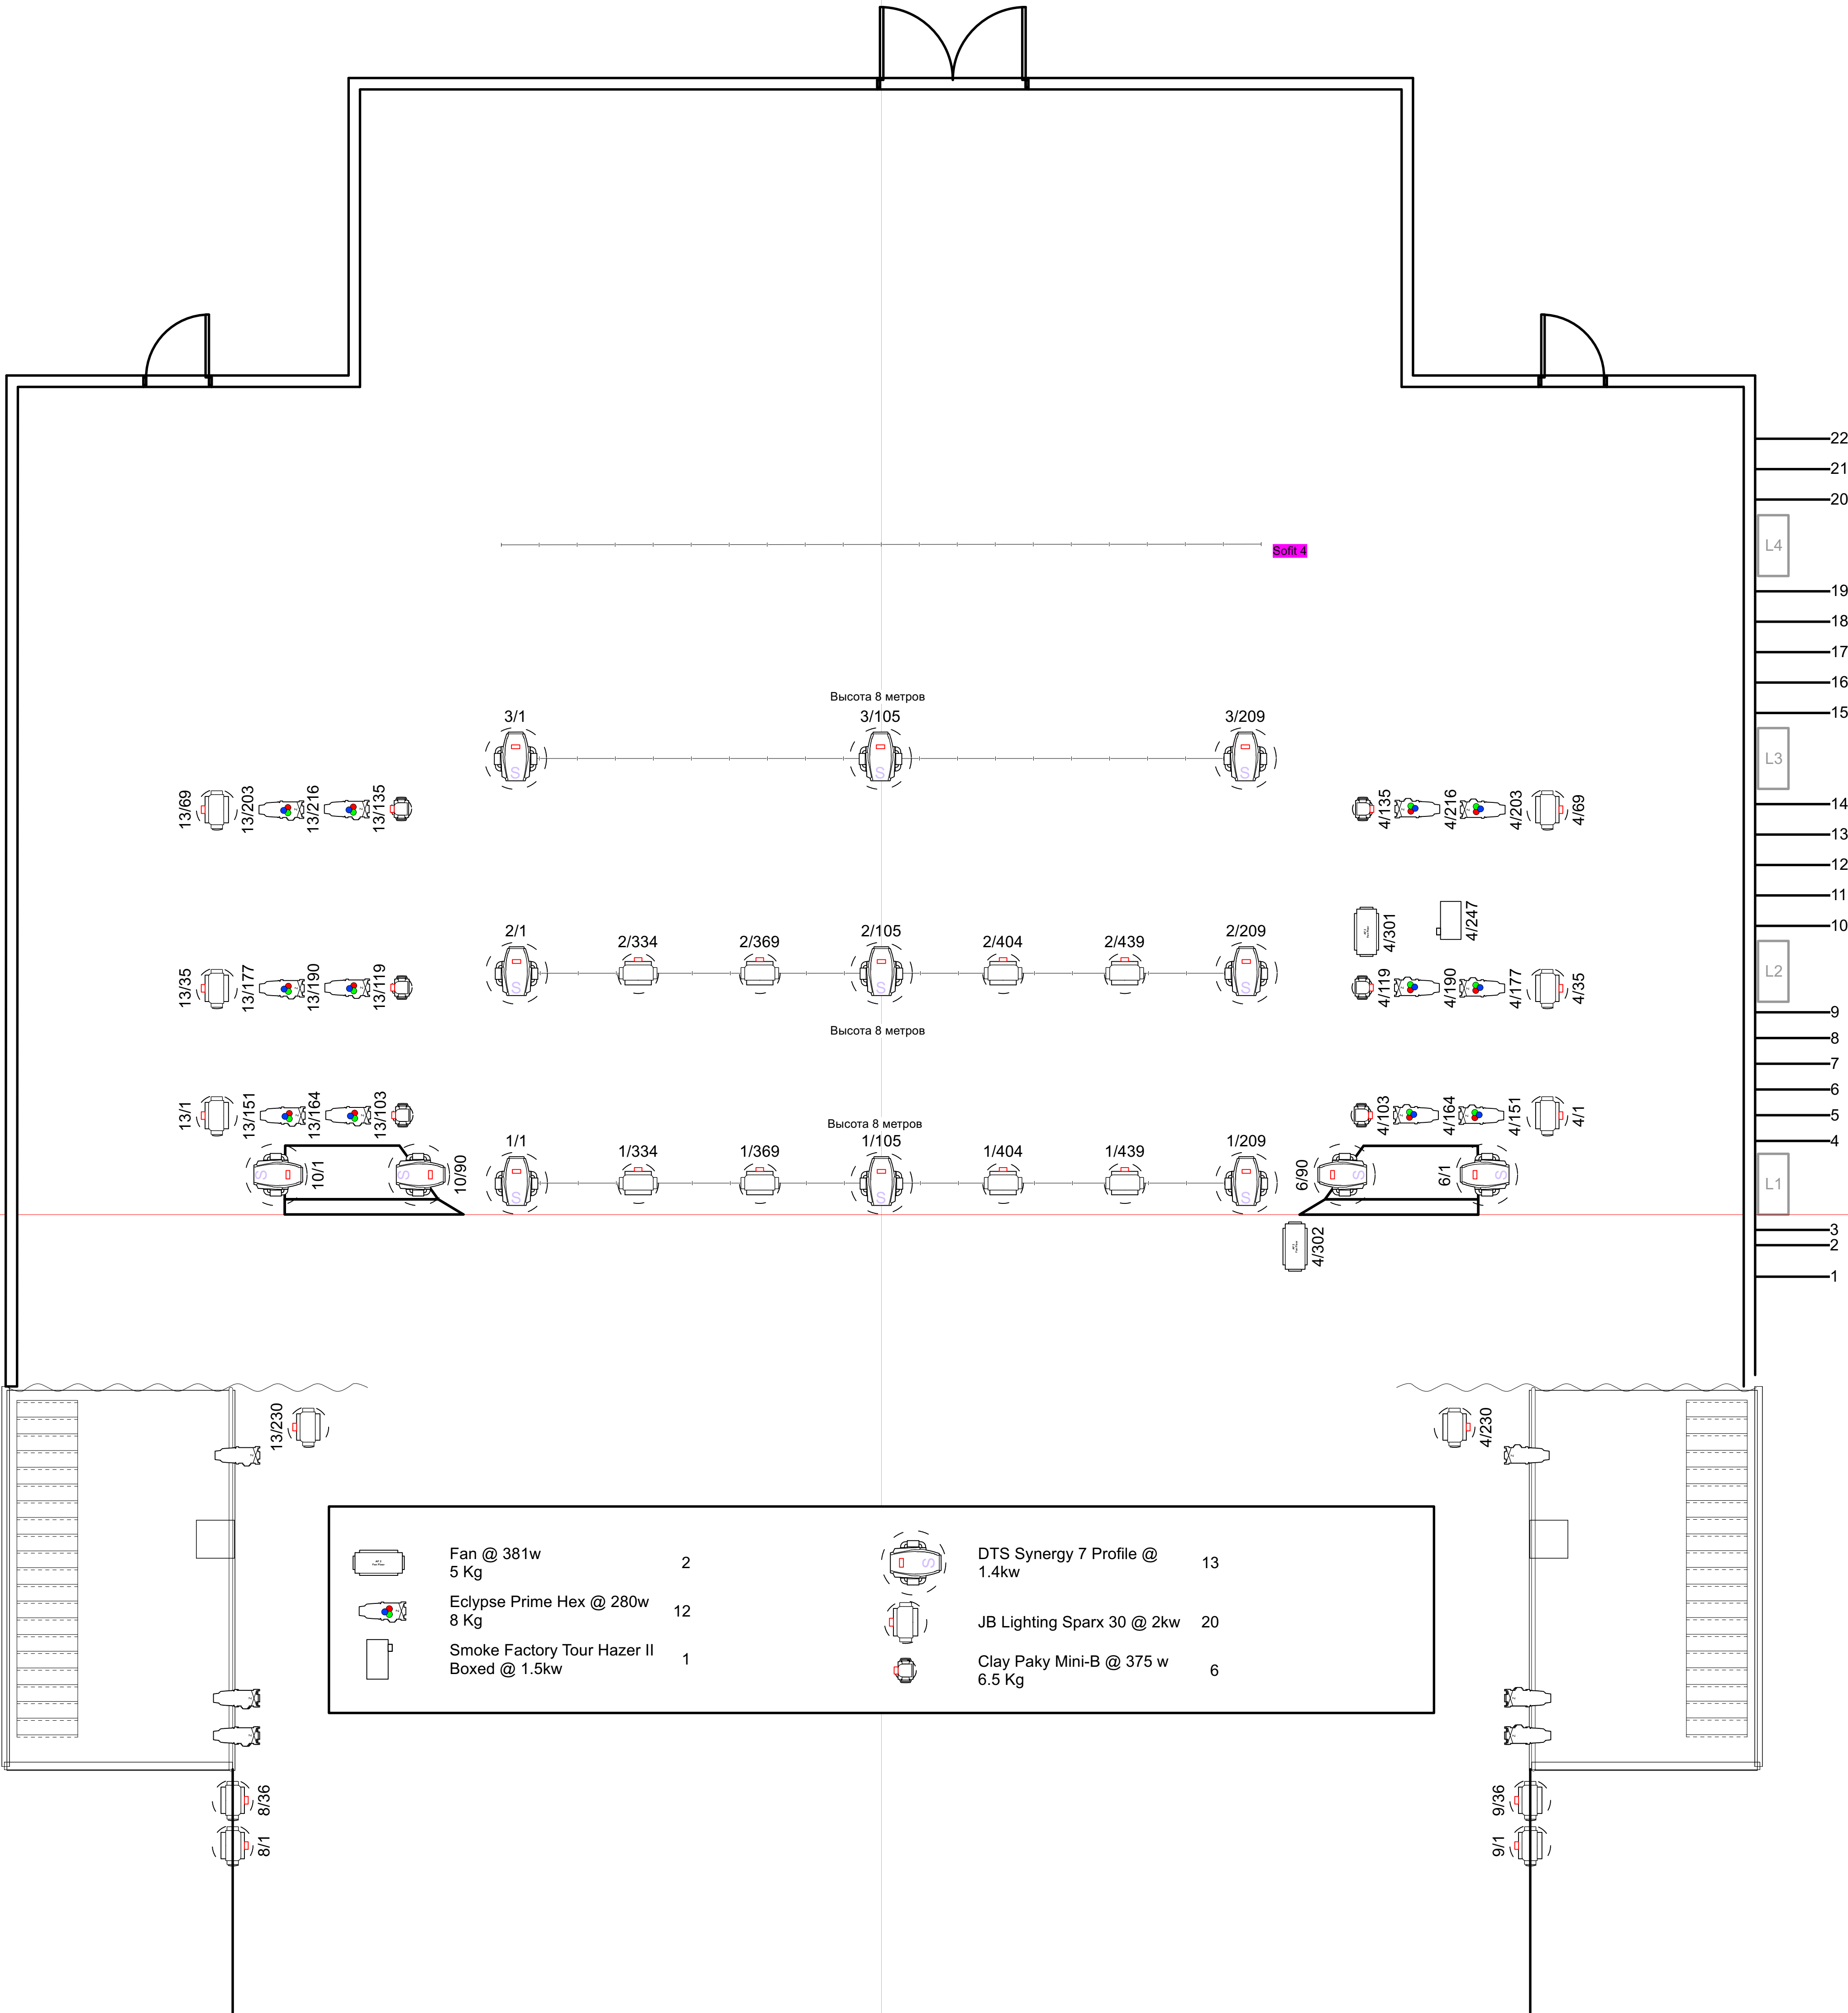 22
21
20
Sofit 4
L4
19
18
17
16
Высота 8 метров
15
3/1
3/105
3/209
L3
S
S
S
13/69
13/203
13/216
13/135
4/135
4/216
4/203
4/69
14
13
12
11
4/301
4/247
10
2/1
2/334
2/369
2/105
2/404
2/439
2/209
L2
S
S
S
13/35
13/177
13/190
13/119
4/119
4/190
4/177
4/35
9
Высота 8 метров
8
7
6
13/1
13/151
13/164
13/103
4/103
4/164
4/151
4/1
5
Высота 8 метров
4
1/1
1/334
1/369
1/105
1/404
1/439
1/209
S
10/1
S
10/90
6/90
S
6/1
S
L1
S
S
S
3
4/302
2
1
13/230
4/230
Fan @ 381w
5 Kg
2
Eclypse Prime Hex @ 280w
8 Kg
12
Smoke Factory Tour Hazer II
Boxed @ 1.5kw
1
DTS Synergy 7 Profile @
1.4kw
13
S
JB Lighting Sparx 30 @ 2kw
20
Clay Paky Mini-B @ 375 w
6.5 Kg
6
8/36
9/36
8/1
9/1